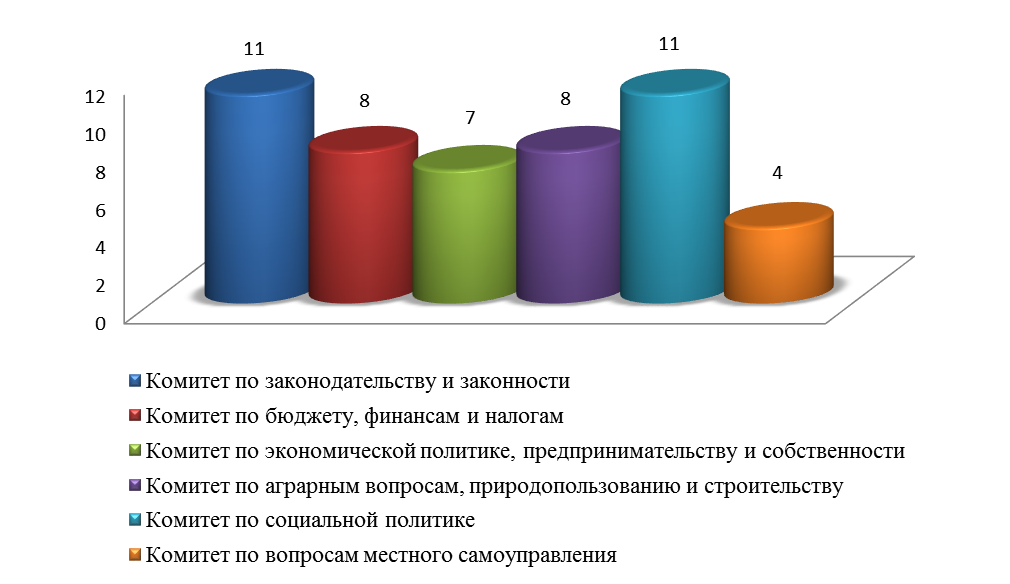 11
8
7
8
11
4
12
10
8
6
4
2
0
Комитет по законодательству и законности
Комитет по бюджету, финансам и налогам
Комитет по экономической политике, предпринимательству и собственности
Комитет по аграрным вопросам, природопользованию и строительству
Комитет по социальной политике
Комитет по вопросам местного самоуправления